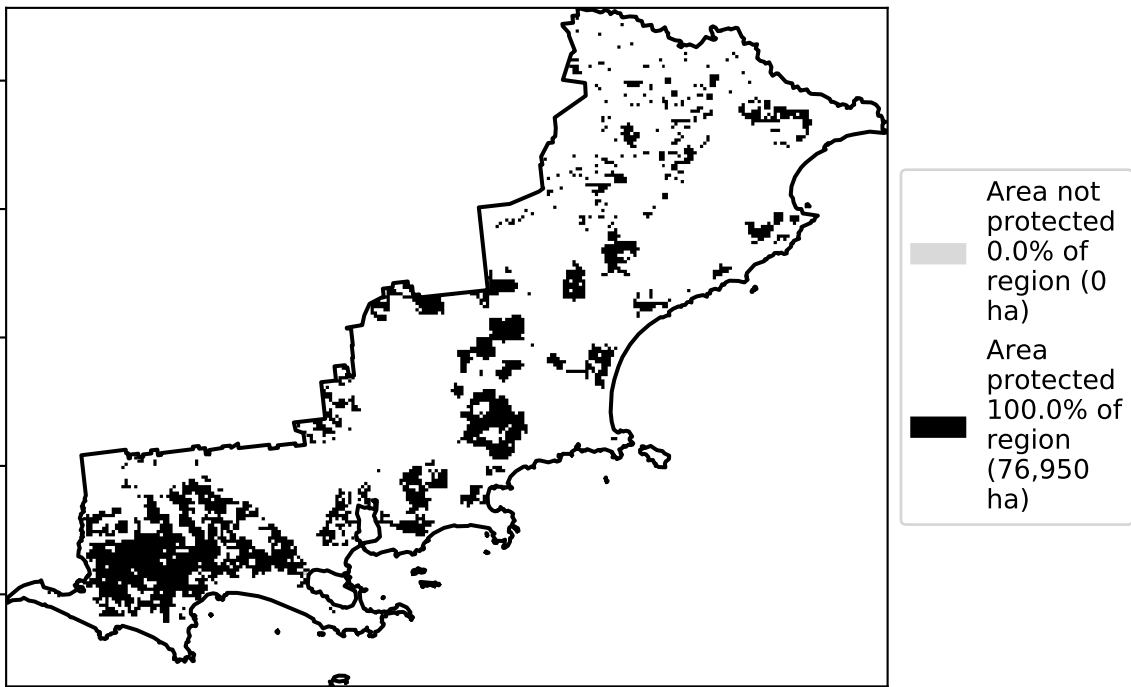 Area not
protected
0.0% of
region (0
ha)
Area
protected
100.0% of
region
(76,950
ha)